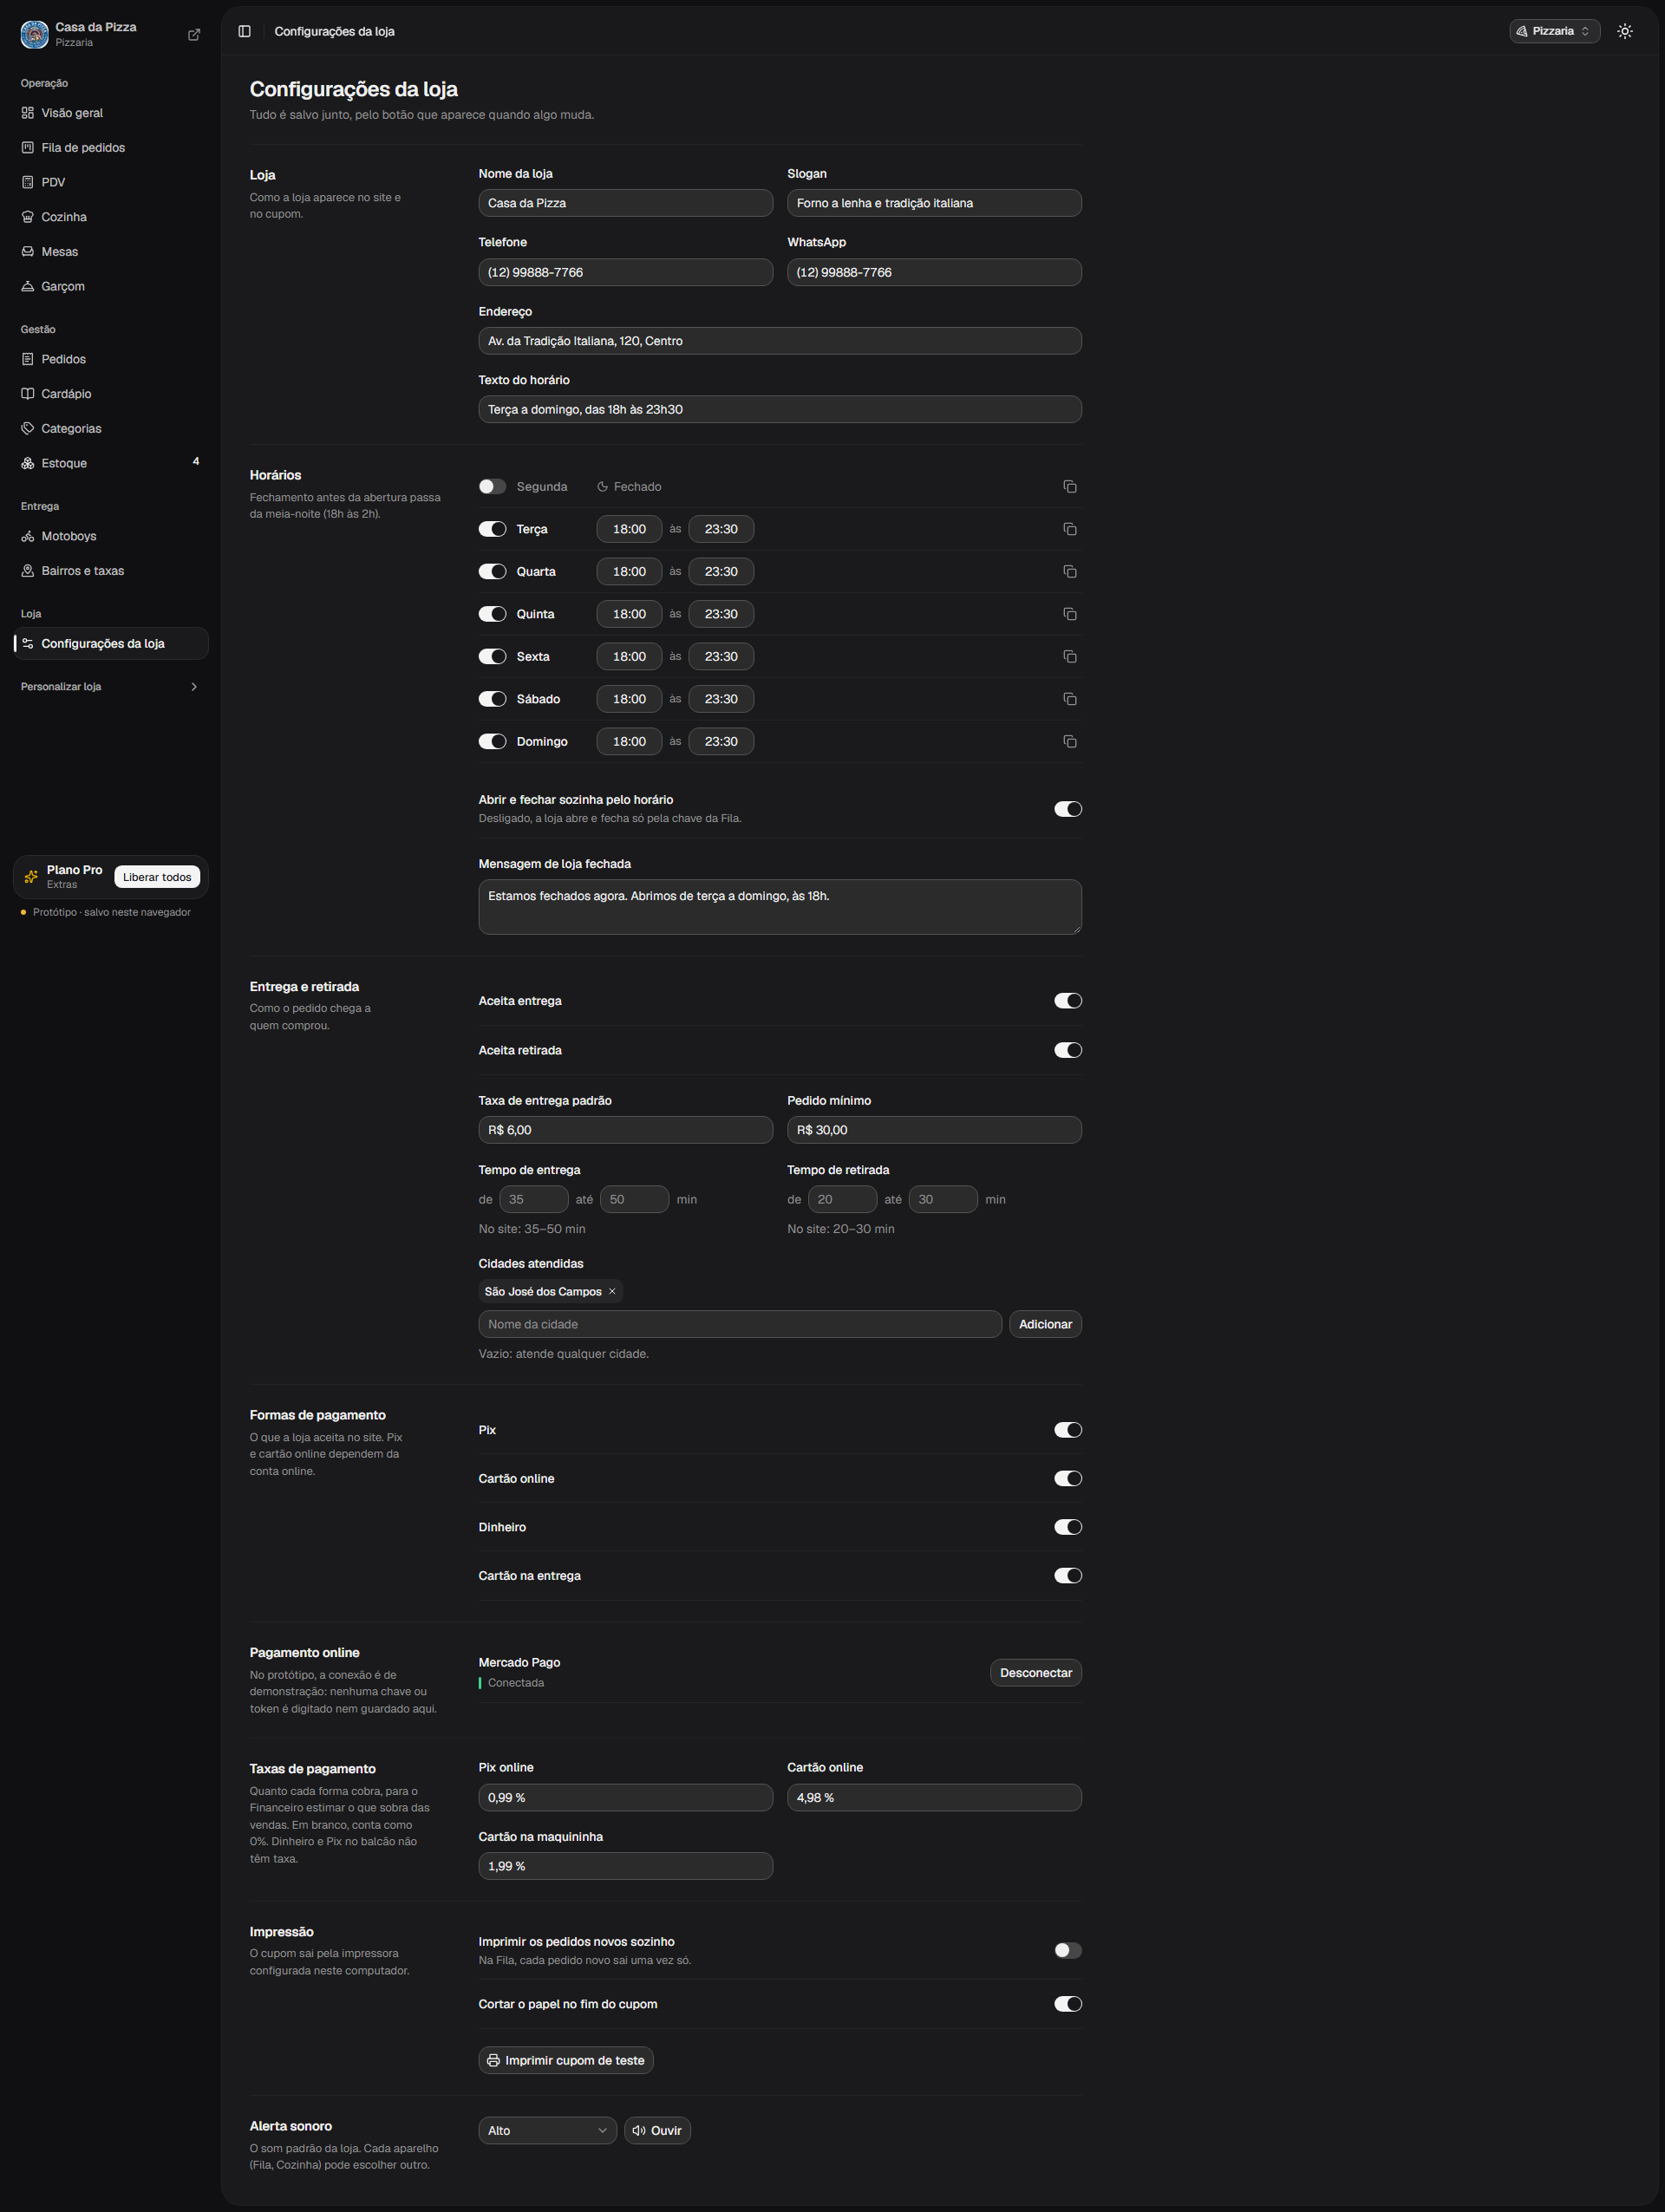 Casa da Pizza
Pizzaria
Operação
Visão geral
Fila de pedidos
PDV
Cozinha
Mesas
Garçom
Gestão
Pedidos
Cardápio
Categorias
Estoque 4
Entrega
Motoboys
Bairros e taxas
Loja
Configurações da loja
Personalizar loja
Plano Pro
Extras
Liberar todos
Protótipo · salvo neste navegador
Configurações da loja
Pizzaria
Configurações da loja
Tudo é salvo junto, pelo botão que aparece quando algo muda.
Loja
Como a loja aparece no site e
no cupom.
Nome da loja
Casa da Pizza
Slogan
Forno a lenha e tradição italiana
Telefone
(12) 99888-7766
WhatsApp
(12) 99888-7766
Endereço
Av. da Tradição Italiana, 120, Centro
Texto do horário
Terça a domingo, das 18h às 23h30
Horários
Fechamento antes da abertura passa
da meia-noite (18h às 2h).
Segunda Fechado
Terça 18:00 às 23:30
Quarta 18:00 às 23:30
Quinta 18:00 às 23:30
Sexta 18:00 às 23:30
Sábado 18:00 às 23:30
Domingo 18:00 às 23:30
Abrir e fechar sozinha pelo horário
Desligado, a loja abre e fecha só pela chave da Fila.
Mensagem de loja fechada
Estamos fechados agora. Abrimos de terça a domingo, às 18h.
Entrega e retirada
Como o pedido chega a
quem comprou.
Aceita entrega
Aceita retirada
Taxa de entrega padrão
R$ 6,00
Pedido mínimo
R$ 30,00
Tempo de entrega
de 35 até 50 min
No site: 35–50 min
Tempo de retirada
de 20 até 30 min
No site: 20–30 min
Cidades atendidas
São José dos Campos ×
Nome da cidade
Adicionar
Vazio: atende qualquer cidade.
Formas de pagamento
O que a loja aceita no site. Pix
e cartão online dependem da
conta online.
Pix
Cartão online
Dinheiro
Cartão na entrega
Pagamento online
No protótipo, a conexão é de
demonstração: nenhuma chave ou
token é digitado nem guardado aqui.
Mercado Pago
Conectada
Desconectar
Taxas de pagamento
Quanto cada forma cobra, para o
Financeiro estimar o que sobra das
vendas. Em branco, conta como
0%. Dinheiro e Pix no balcão não
têm taxa.
Pix online
0,99 %
Cartão online
4,98 %
Cartão na maquininha
1,99 %
Impressão
O cupom sai pela impressora
configurada neste computador.
Imprimir os pedidos novos sozinho
Na Fila, cada pedido novo sai uma vez só.
Cortar o papel no fim do cupom
Imprimir cupom de teste
Alerta sonoro
O som padrão da loja. Cada aparelho
(Fila, Cozinha) pode escolher outro.
Alto
Ouvir